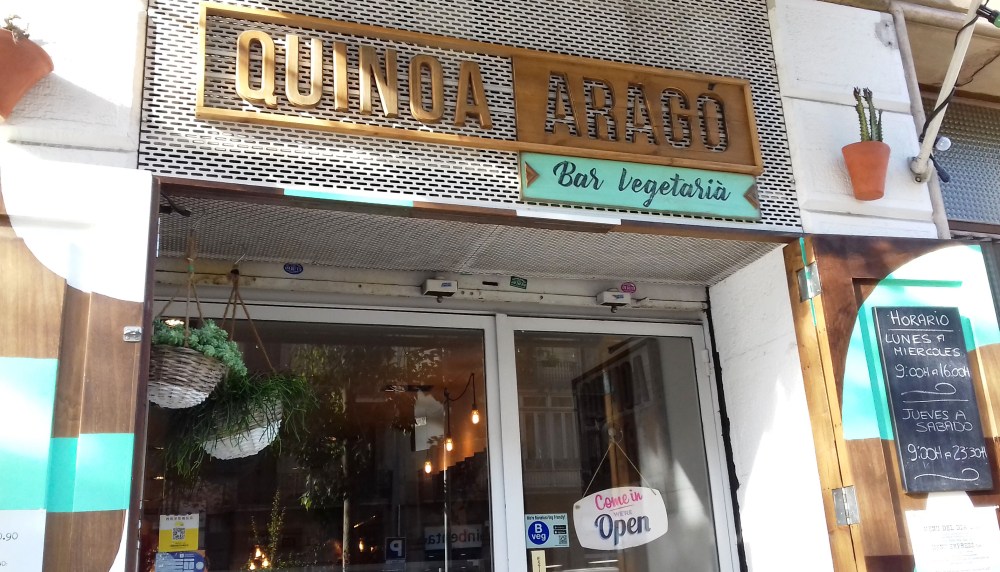 QUINOA ARAGÓ
Bar Vegetarià
HORARIO
LUNES A
MIERCOLES
9:00H A 16:00H
JUEVES A
SABADO
9:00H A 23:30H
Come in
Open
B
veg
P